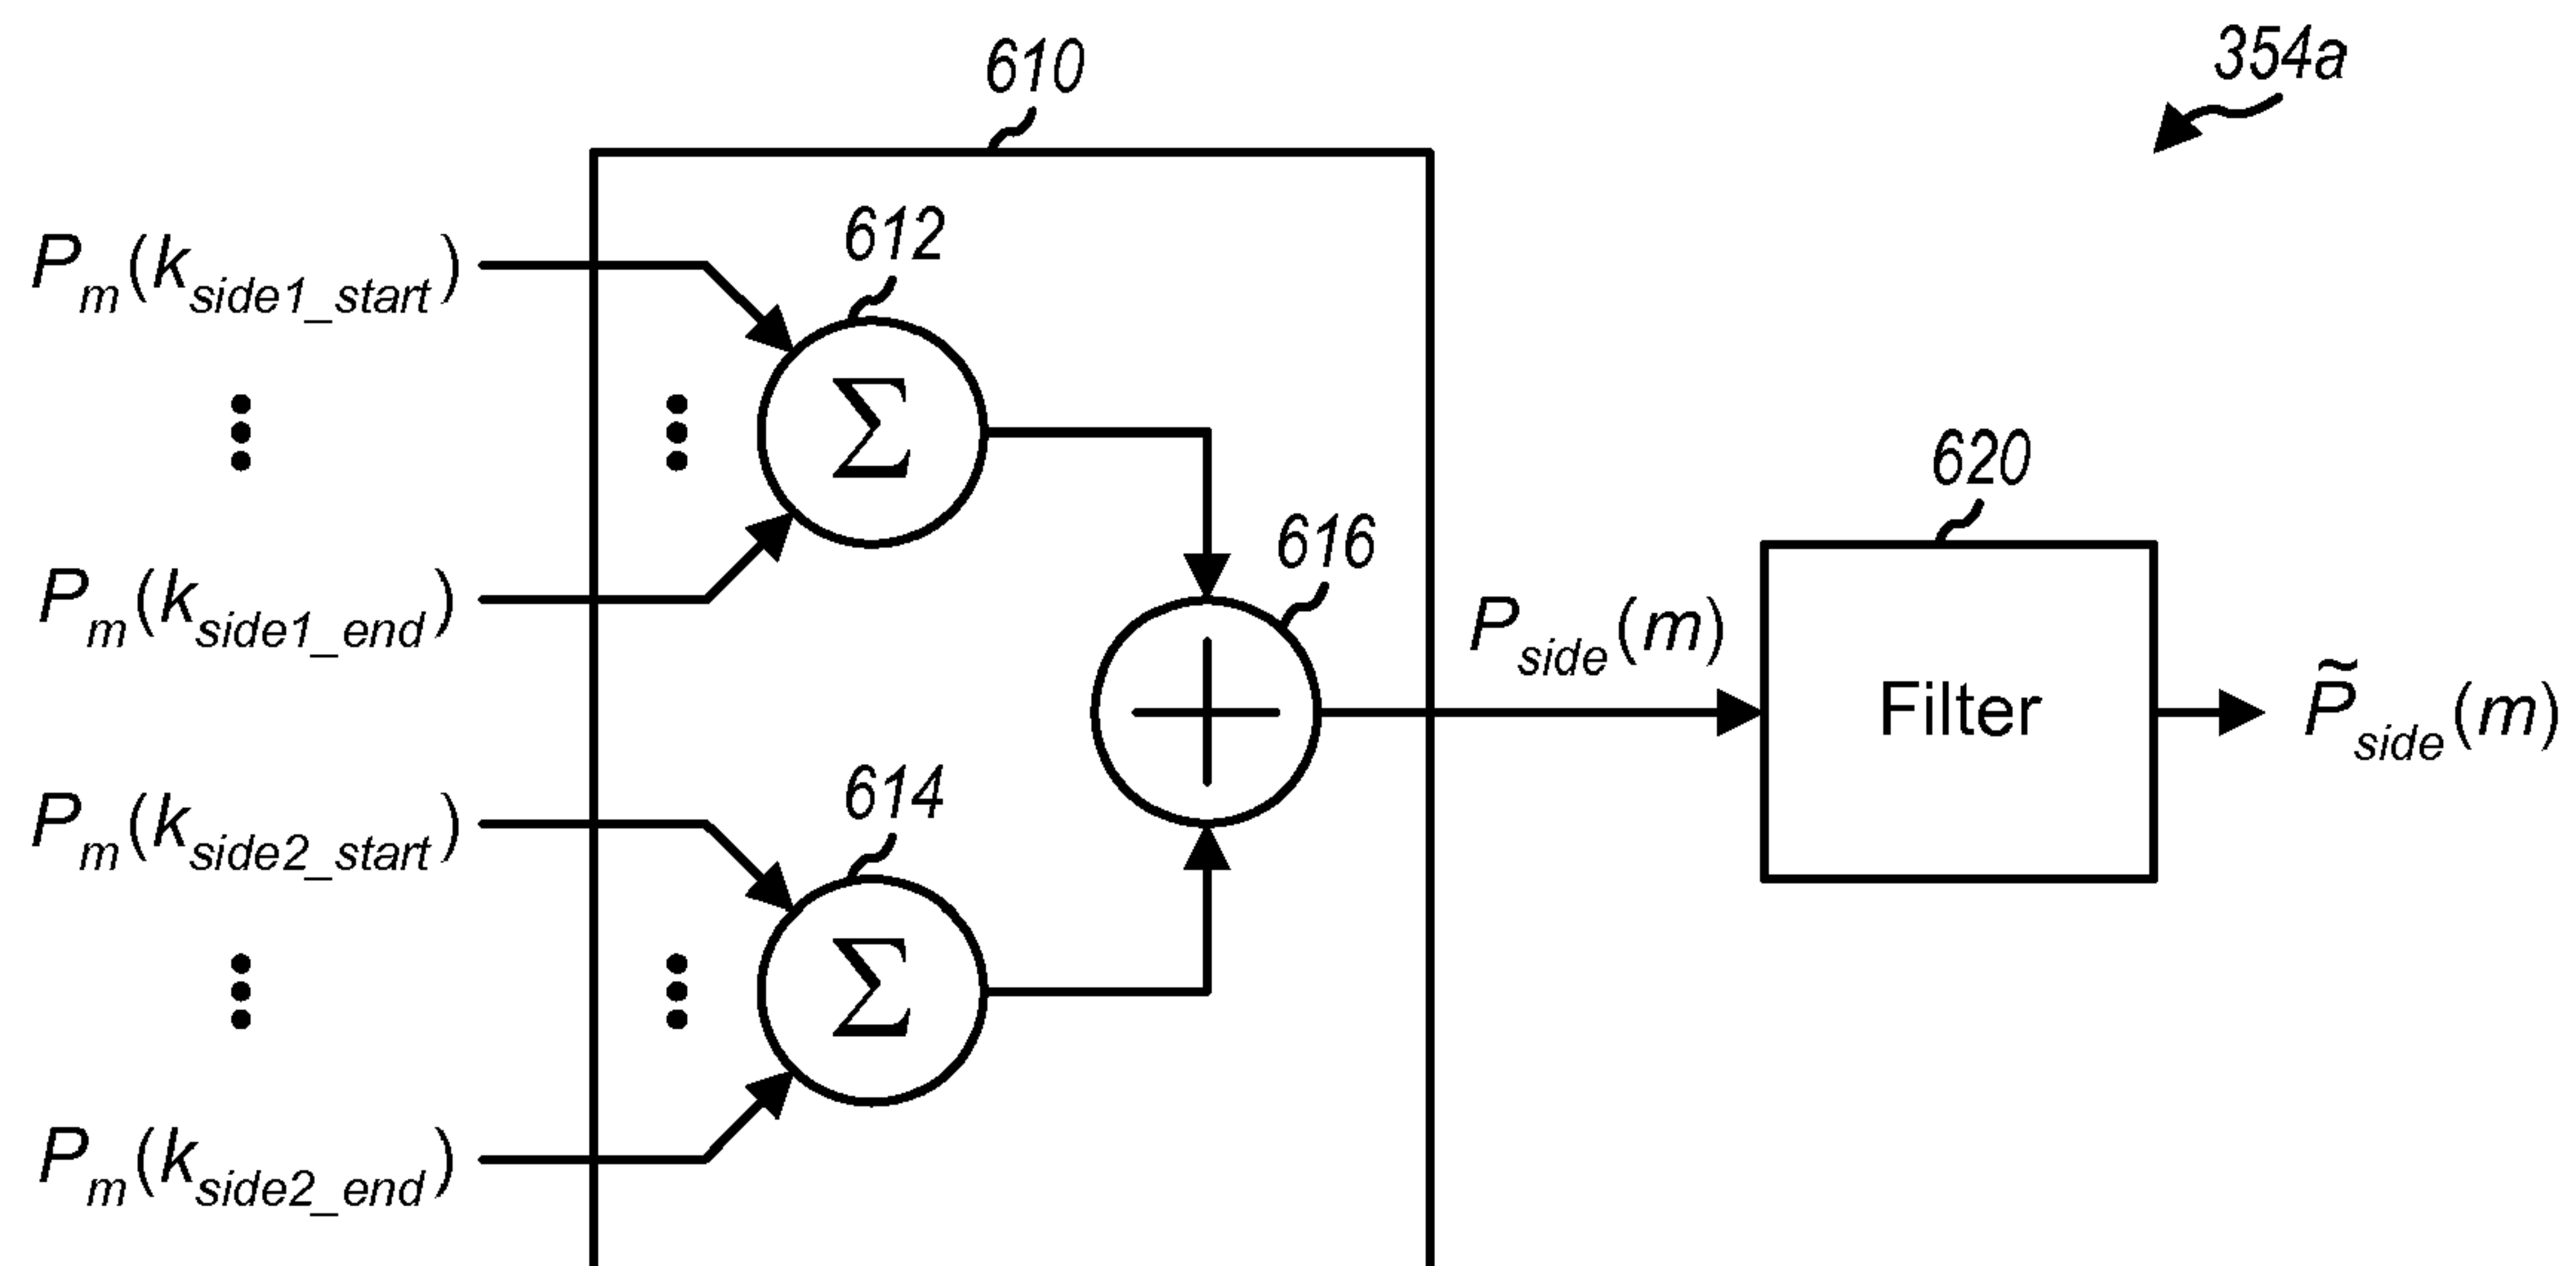 610
354a
612
P_m(k_side1_start)
Σ
620
616
P_m(k_side1_end)
P_side(m)
Filter
P̃_side(m)
614
P_m(k_side2_start)
Σ
P_m(k_side2_end)